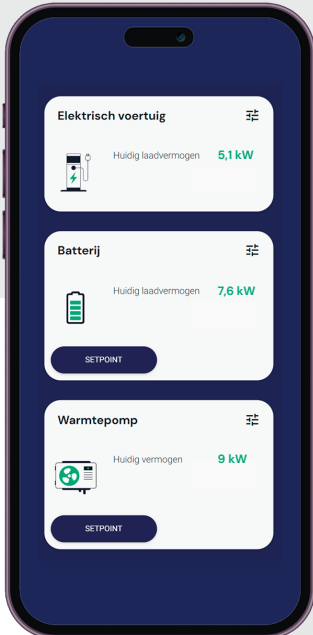 Elektrisch voertuig
Huidig laadvermogen 5,1 kW
Batterij
Huidig laadvermogen 7,6 kW
SETPOINT
Warmtepomp
Huidig vermogen 9 kW
SETPOINT